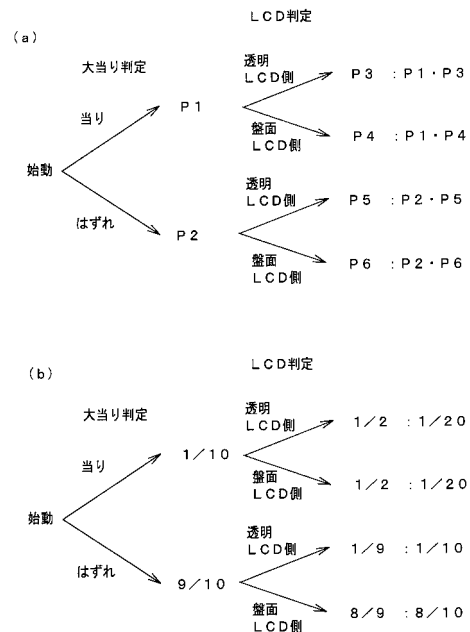 LCD判定
(a)
大当り判定
透明
LCD側
P3 :P1・P3
当り
P1
盤面
LCD側
P4 :P1・P4
始動
透明
LCD側
P5 :P2・P5
はずれ
P2
盤面
LCD側
P6 :P2・P6
LCD判定
(b)
大当り判定
透明
LCD側
1/2 :1/20
当り
1/10
盤面
LCD側
1/2 :1/20
始動
透明
LCD側
1/9 :1/10
はずれ
9/10
盤面
LCD側
8/9 :8/10